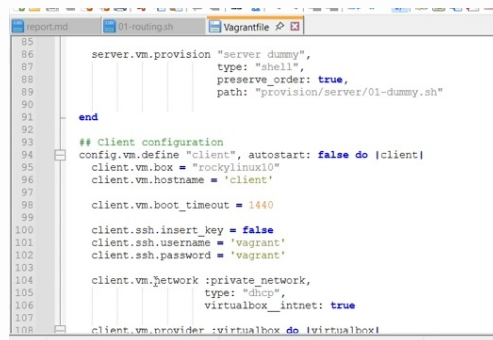 report.md 01-routing.sh Vagrantfile
85
86 server.vm.provision "server dummy",
87 type: "shell",
88 preserve_order: true,
89 path: "provision/server/01-dummy.sh"
90
91 end
92
93 ## Client configuration
94 config.vm.define "client", autostart: false do |client|
95 client.vm.box = "rockylinux10"
96 client.vm.hostname = 'client'
97
98 client.vm.boot_timeout = 1440
99
100 client.ssh.insert_key = false
101 client.ssh.username = 'vagrant'
102 client.ssh.password = 'vagrant'
103
104 client.vm.network :private_network,
105 type: "dhcp",
106 virtualbox__intnet: true
107
108 client.vm.provider :virtualbox do |virtualbox|